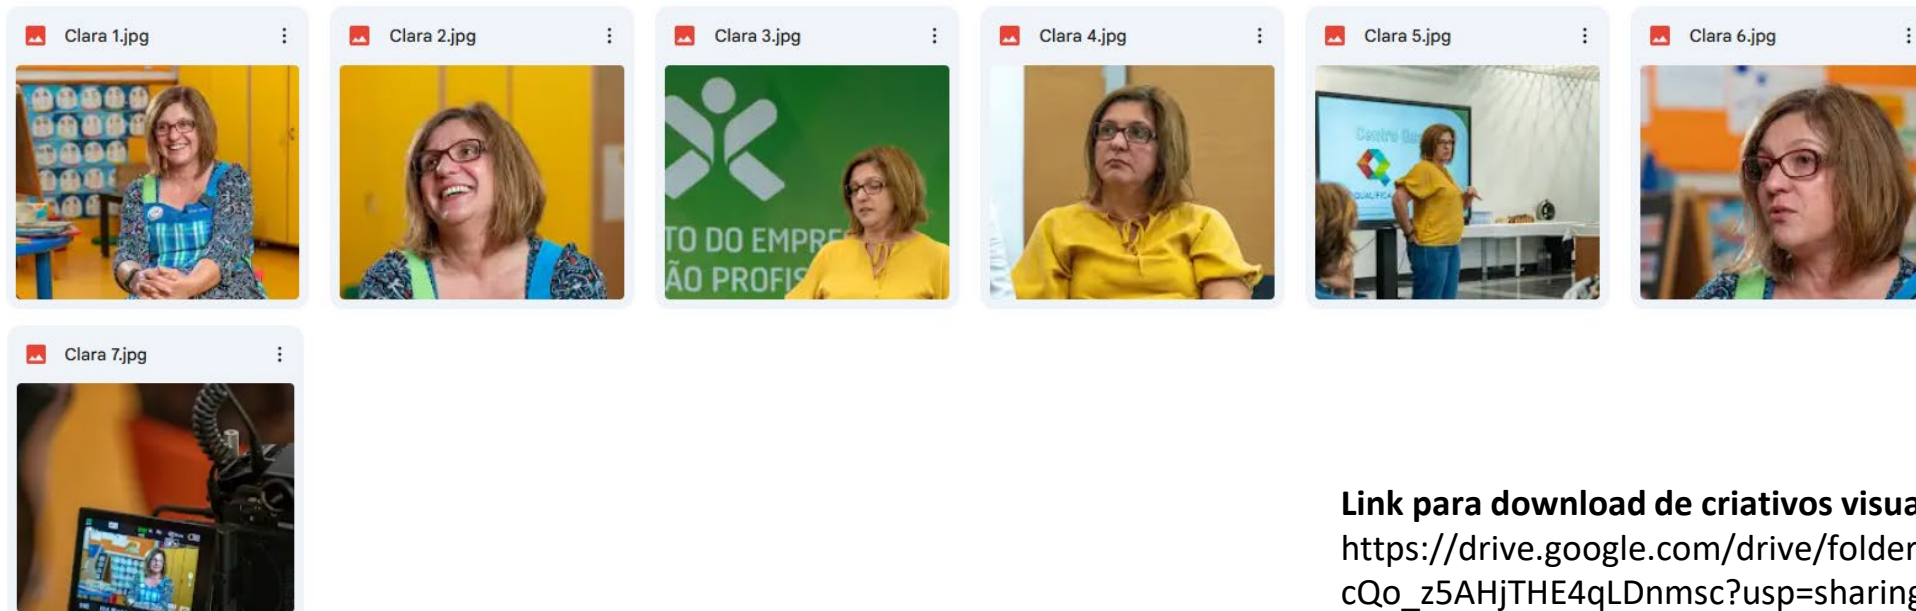 Clara 1.jpg
Clara 2.jpg
Clara 3.jpg
Clara 4.jpg
Clara 5.jpg
Clara 6.jpg
TO DO EMPRE
ÃO PROFIS
Centro
QUALIFICA
Clara 7.jpg
Link para download de criativos visua
https://drive.google.com/drive/folder
cQo_z5AHjTHE4qLDnmsc?usp=sharing